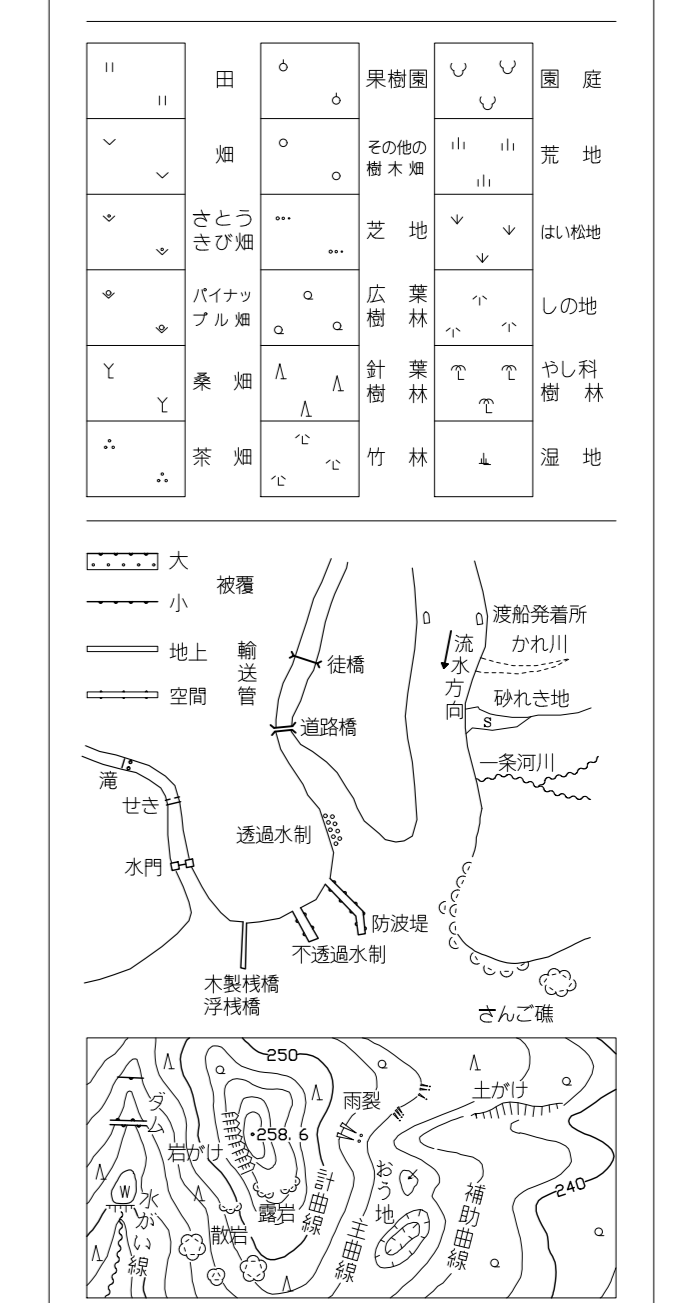 田
果樹園
園 庭
畑
その他の
樹 木 畑
荒 地
さとう
きび畑
芝 地
はい松地
パイナッ
プル 畑
広 葉
樹 林
しの地
桑 畑
針 葉
樹 林
やし科
樹 林
茶 畑
竹 林
湿 地
大
小
被覆
地上
空間
輸送管
徒橋
道路橋
渡船発着所
流水方向
かれ川
砂れき地
S
一条河川
滝
せき
水門
透過水制
防波堤
不透過水制
木製桟橋
浮桟橋
さんご礁
250
258.6
240
ダム
岩がけ
W
水がい線
散岩
露岩
計曲線
主曲線
雨裂
おう地
補助曲線
土がけ